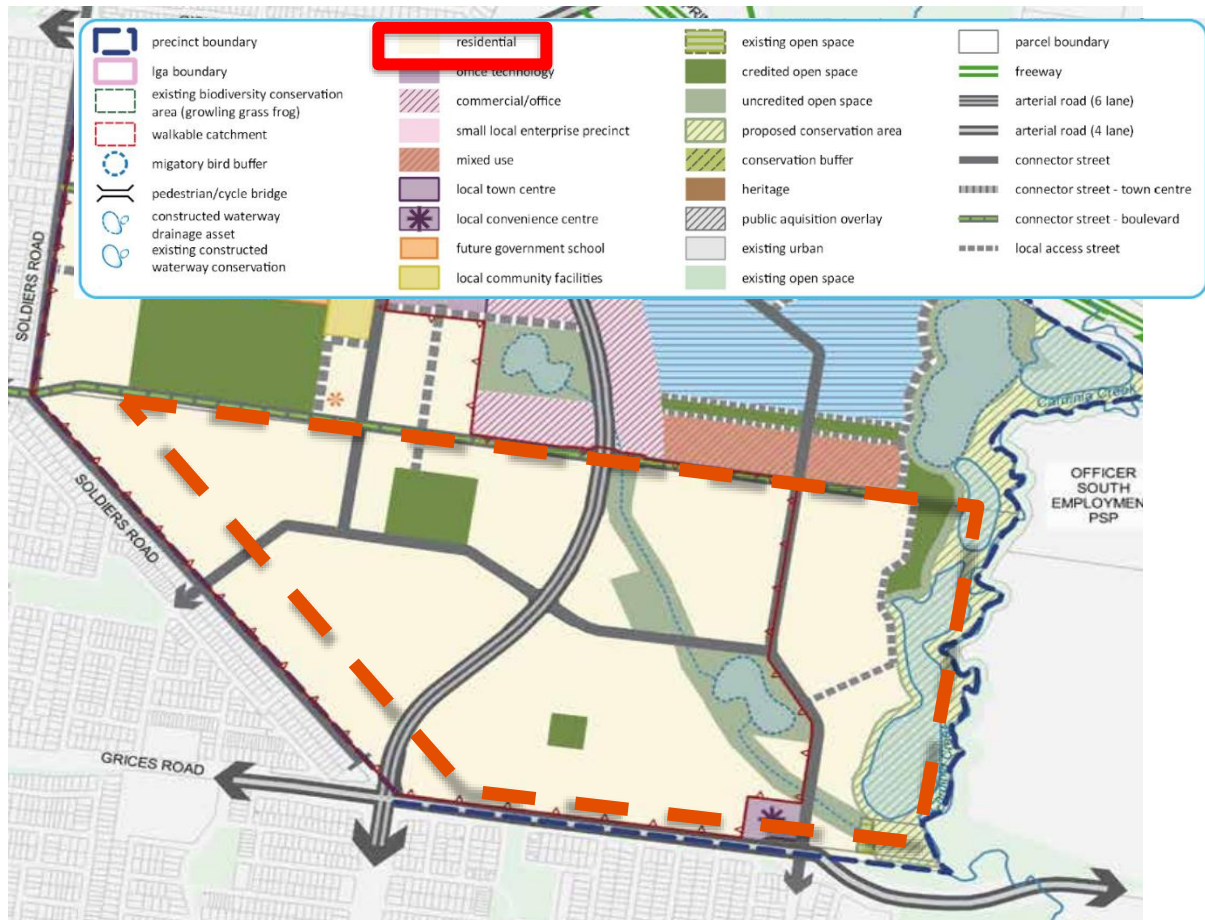 precinct boundary
lga boundary
existing biodiversity conservation
area (growling grass frog)
walkable catchment
migatory bird buffer
pedestrian/cycle bridge
constructed waterway
drainage asset
existing constructed
waterway conservation
residential
office technology
commercial/office
small local enterprise precinct
mixed use
local town centre
local convenience centre
future government school
local community facilities
existing open space
credited open space
uncredited open space
proposed conservation area
conservation buffer
heritage
public aquisition overlay
existing urban
existing open space
parcel boundary
freeway
arterial road (6 lane)
arterial road (4 lane)
connector street
connector street - town centre
connector street - boulevard
local access street
SOLDIERS ROAD
Cardinia Creek
OFFICER
SOUTH
EMPLOYMEN
PSP
SOLDIERS ROAD
GRICES ROAD